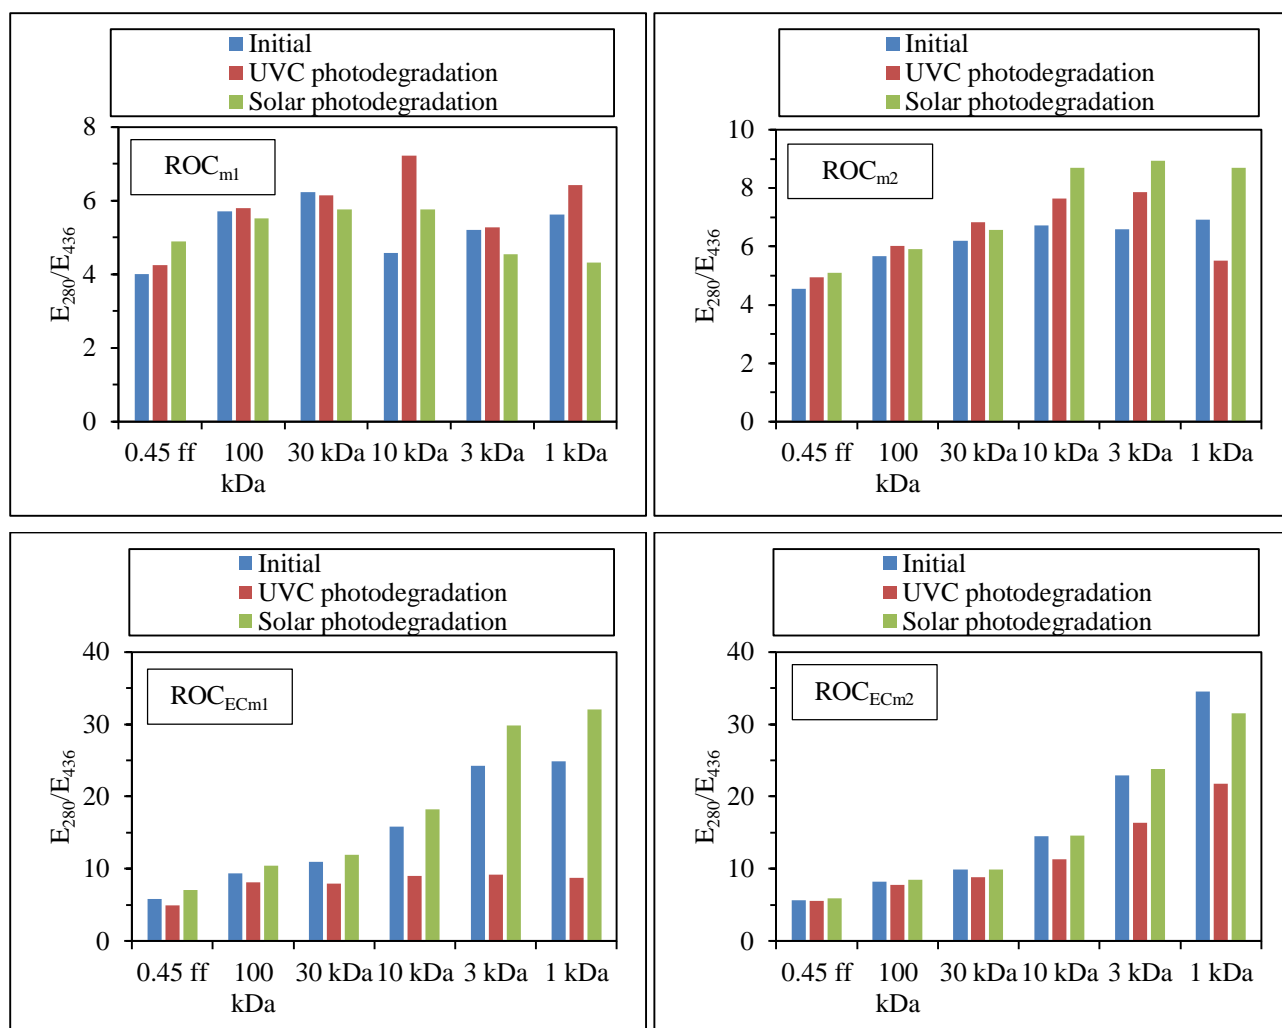 Initial
UVC photodegradation
Solar photodegradation
8
6
4
2
0
E280/E436
ROCm1
0.45 ff 100 kDa 30 kDa 10 kDa 3 kDa 1 kDa
Initial
UVC photodegradation
Solar photodegradation
10
8
6
4
2
0
E280/E436
ROCm2
0.45 ff 100 kDa 30 kDa 10 kDa 3 kDa 1 kDa
Initial
UVC photodegradation
Solar photodegradation
40
30
20
10
0
E280/E436
ROCECm1
0.45 ff 100 kDa 30 kDa 10 kDa 3 kDa 1 kDa
Initial
UVC photodegradation
Solar photodegradation
40
30
20
10
0
E280/E436
ROCECm2
0.45 ff 100 kDa 30 kDa 10 kDa 3 kDa 1 kDa